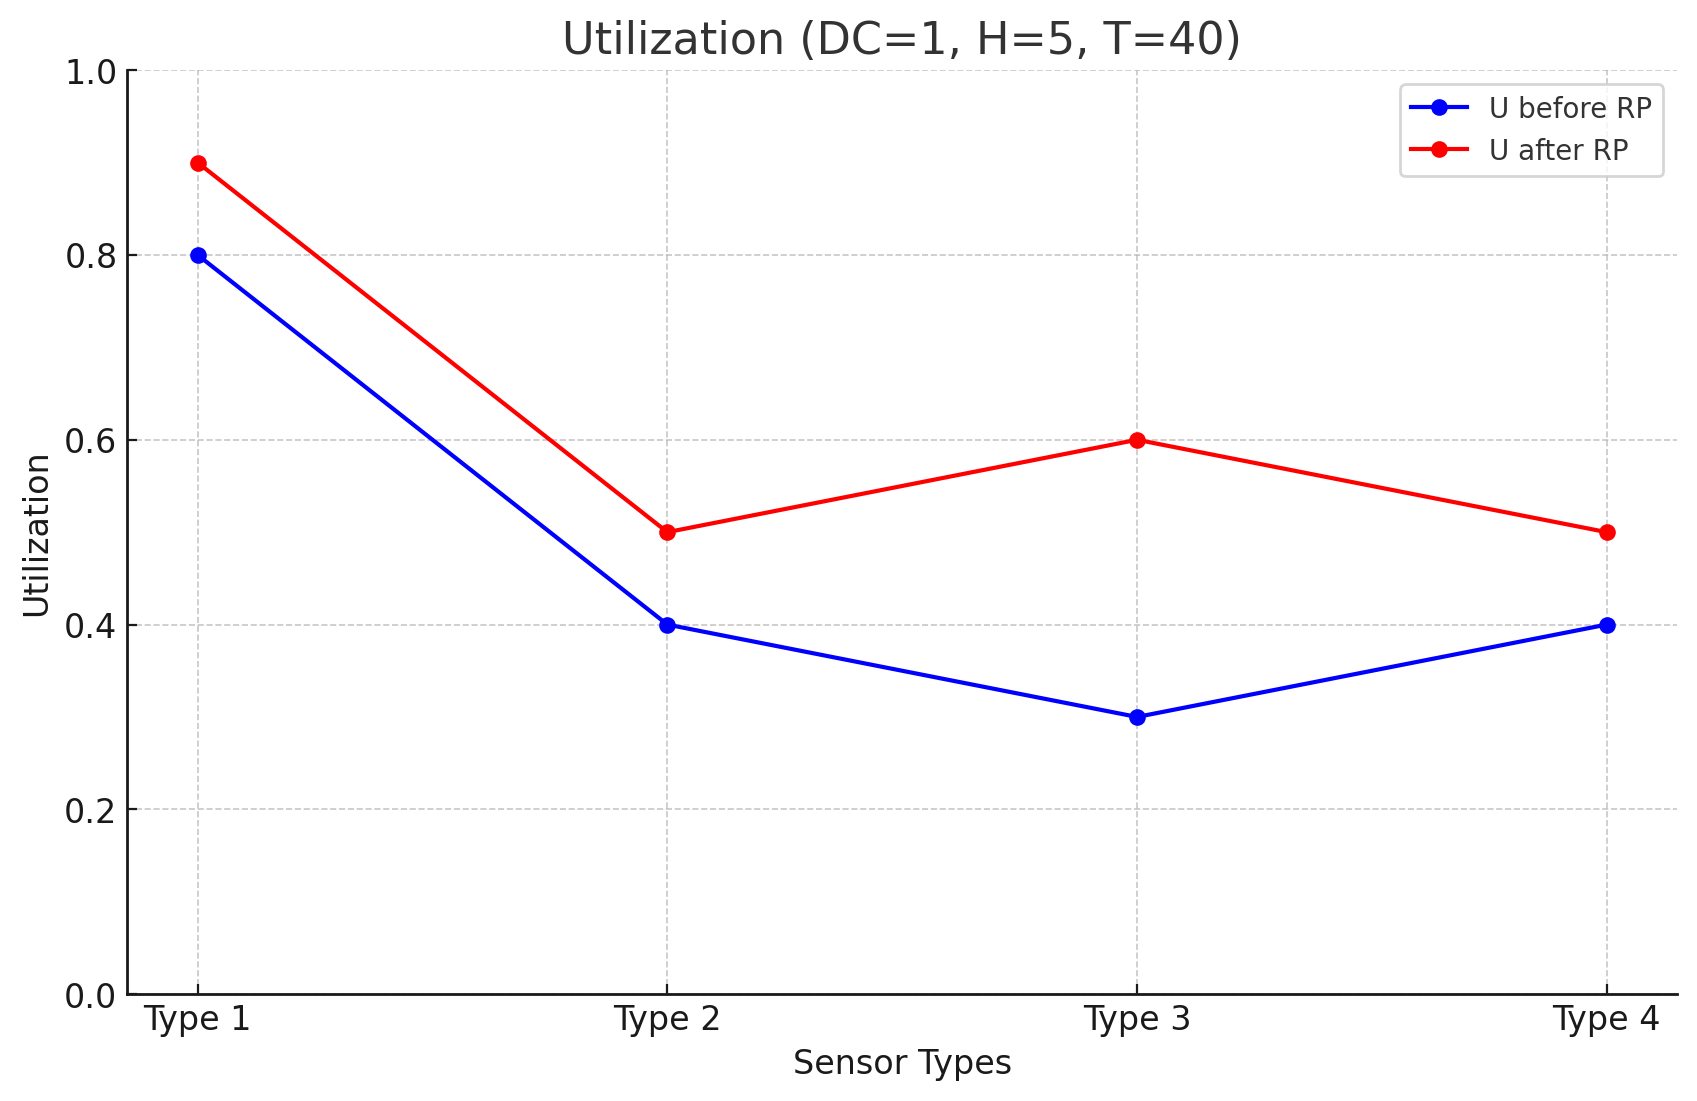 Utilization (DC=1, H=5, T=40)
U before RP
U after RP
1.0
0.8
0.6
0.4
0.2
0.0
Utilization
Type 1 Type 2 Type 3 Type 4
Sensor Types